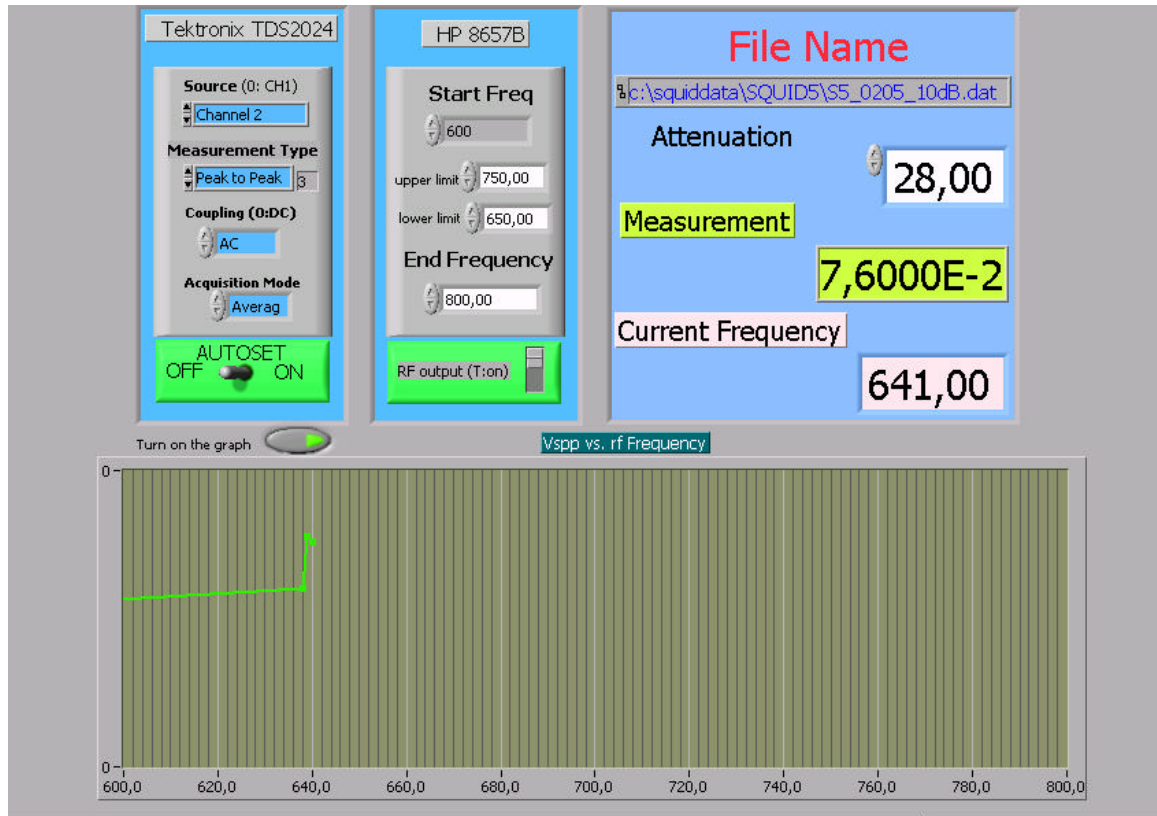 Tektronix TDS2024
Source (0: CH1)
Channel 2
Measurement Type
Peak to Peak 3
Coupling (0:DC)
AC
Acquisition Mode
Averag
AUTOSET
OFF ON
HP 8657B
Start Freq
600
upper limit 750,00
lower limit 650,00
End Frequency
800,00
RF output (T:on)
File Name
c:\squiddata\SQUID5\S5_0205_10dB.dat
Attenuation
28,00
Measurement
7,6000E-2
Current Frequency
641,00
Turn on the graph
Vspp vs. rf Frequency
0-
0-
600,0 620,0 640,0 660,0 680,0 700,0 720,0 740,0 760,0 780,0 800,0